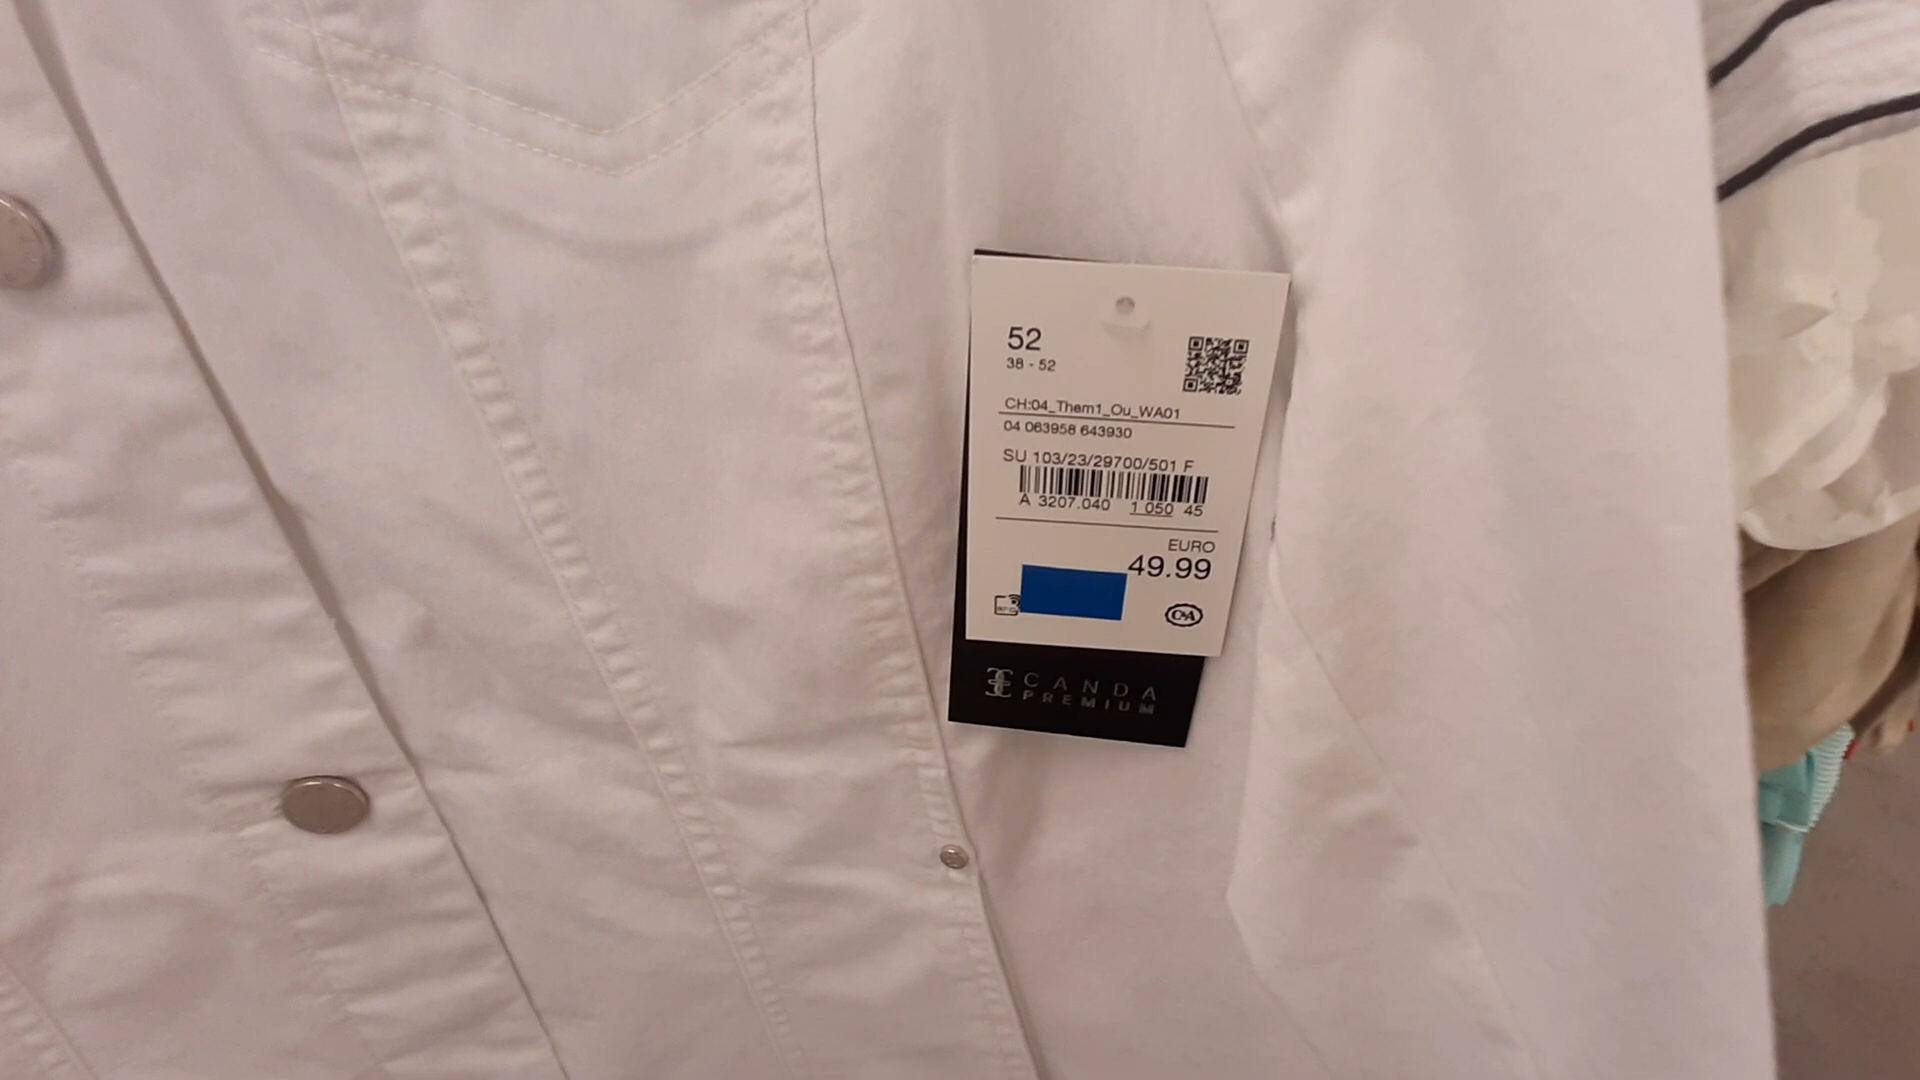 52
38 - 52
CH:04_Them1_Ou_WA01
04 063958 643930
SU 103/23/29700/501 F
A 3207.040 1 050 45
EURO
49.99
C&A
CANDA
PREMIUM